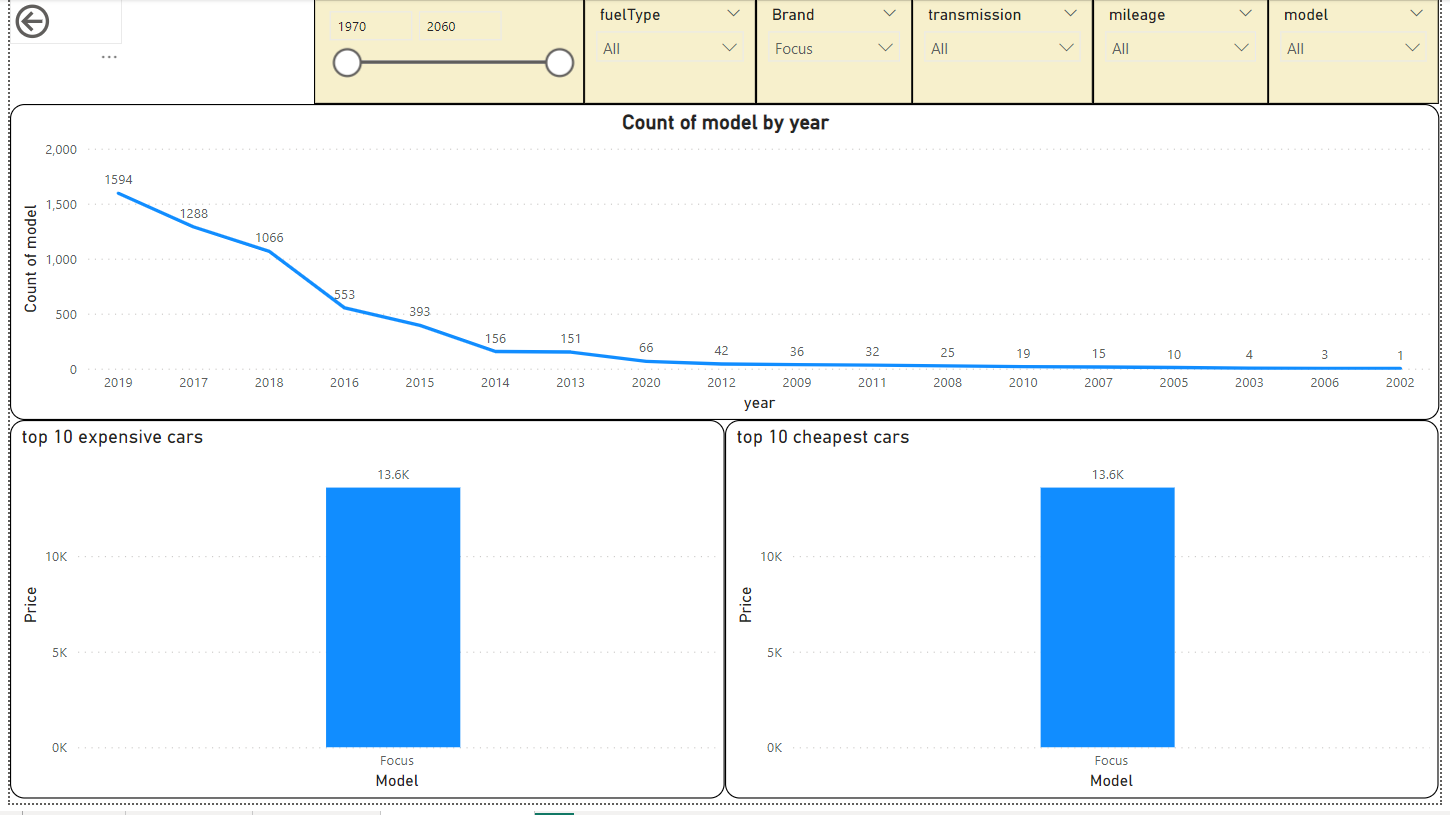 1970 2060
fuelType Brand transmission mileage model
All Focus All All All
...
Count of model by year
Count of model
2,000
1,500
1,000
500
0
1594 1288 1066 553 393 156 151 66 42 36 32 25 19 15 10 4 3 1
2019 2017 2018 2016 2015 2014 2013 2020 2012 2009 2011 2008 2010 2007 2005 2003 2006 2002
year
top 10 expensive cars
13.6K
Price
10K
5K
0K
Focus
Model
top 10 cheapest cars
13.6K
Price
10K
5K
0K
Focus
Model